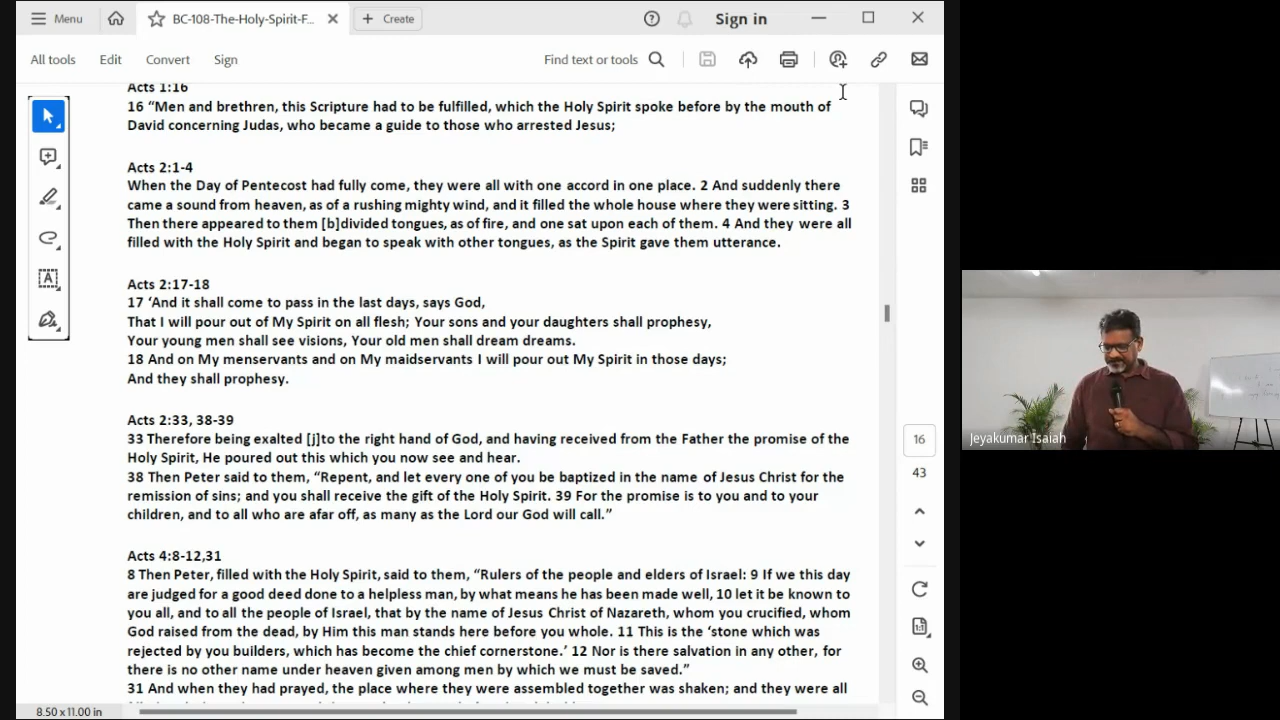 Menu
BC-108-The-Holy-Spirit-F...
Create
Sign in
All tools
Edit
Convert
Sign
Find text or tools
Acts 1:16
16 “Men and brethren, this Scripture had to be fulfilled, which the Holy Spirit spoke before by the mouth of
David concerning Judas, who became a guide to those who arrested Jesus;
Acts 2:1-4
When the Day of Pentecost had fully come, they were all with one accord in one place. 2 And suddenly there
came a sound from heaven, as of a rushing mighty wind, and it filled the whole house where they were sitting. 3
Then there appeared to them [b]divided tongues, as of fire, and one sat upon each of them. 4 And they were all
filled with the Holy Spirit and began to speak with other tongues, as the Spirit gave them utterance.
Acts 2:17-18
17 ‘And it shall come to pass in the last days, says God,
That I will pour out of My Spirit on all flesh; Your sons and your daughters shall prophesy,
Your young men shall see visions, Your old men shall dream dreams.
18 And on My menservants and on My maidservants I will pour out My Spirit in those days;
And they shall prophesy.
Acts 2:33, 38-39
33 Therefore being exalted [j]to the right hand of God, and having received from the Father the promise of the
Holy Spirit, He poured out this which you now see and hear.
38 Then Peter said to them, “Repent, and let every one of you be baptized in the name of Jesus Christ for the
remission of sins; and you shall receive the gift of the Holy Spirit. 39 For the promise is to you and to your
children, and to all who are afar off, as many as the Lord our God will call.”
Acts 4:8-12,31
8 Then Peter, filled with the Holy Spirit, said to them, “Rulers of the people and elders of Israel: 9 If we this day
are judged for a good deed done to a helpless man, by what means he has been made well, 10 let it be known to
you all, and to all the people of Israel, that by the name of Jesus Christ of Nazareth, whom you crucified, whom
God raised from the dead, by Him this man stands here before you whole. 11 This is the ‘stone which was
rejected by you builders, which has become the chief cornerstone.’ 12 Nor is there salvation in any other, for
there is no other name under heaven given among men by which we must be saved.”
31 And when they had prayed, the place where they were assembled together was shaken; and they were all
16
43
8.50 x 11.00 in
Jeyakumar Isaiah